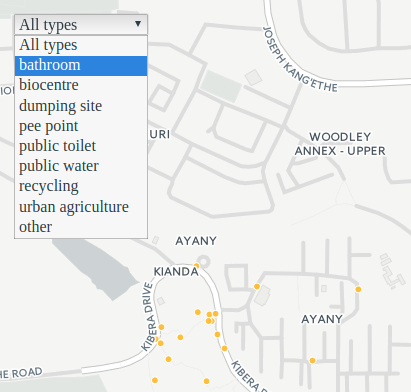 All types
All types
bathroom
biocentre
dumping site
pee point
public toilet
public water
recycling
urban agriculture
other
JOSEPH KANG'ETHE
URI
WOODLEY
ANNEX - UPPER
AYANY
KIANDA
KIBERA DRIVE
AYANY
KIBERA D
HE ROAD